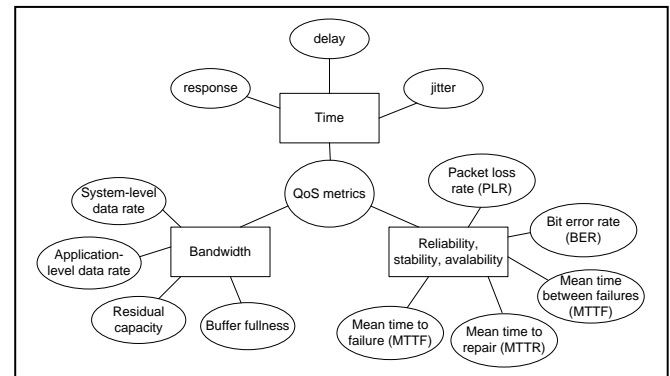 delay
response
jitter
Time
QoS metrics
System-level
data rate
Application-
level data rate
Residual
capacity
Buffer fullness
Bandwidth
Packet loss
rate (PLR)
Bit error rate
(BER)
Reliability,
stability, avalability
Mean time
between failures
(MTTF)
Mean time to
failure (MTTF)
Mean time to
repair (MTTR)